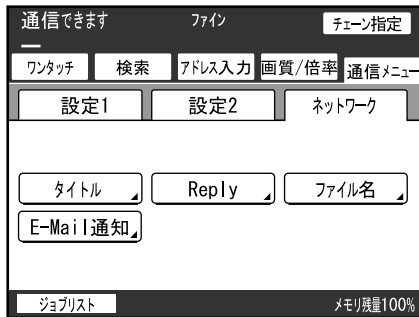 通信できます ファイン チェーン指定
ワンタッチ 検索 アドレス入力 画質/倍率 通信メニュー
設定1 設定2 ネットワーク
タイトル Reply ファイル名
E-Mail通知
ジョブリスト メモリ残量100%